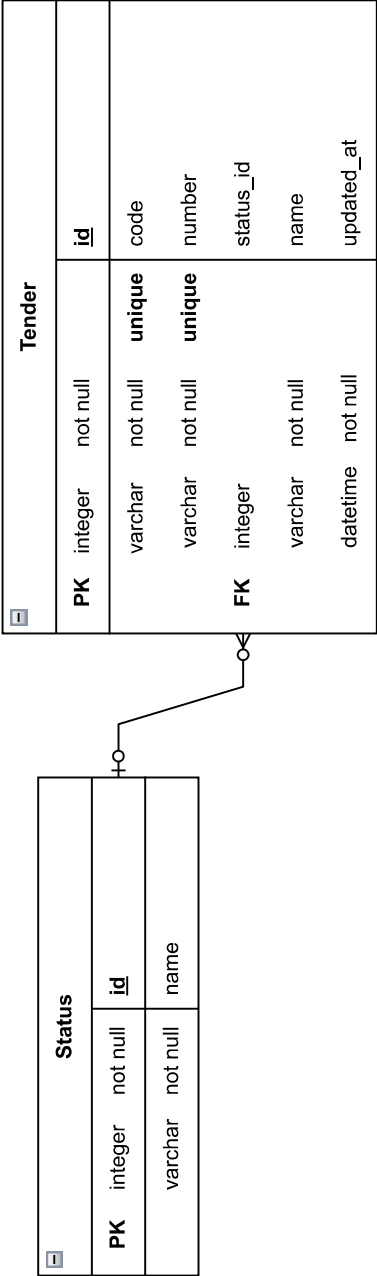 Status
PK integer not null id
varchar not null name
Tender
PK integer not null id
varchar not null unique code
varchar not null unique number
FK integer status_id
varchar not null name
datetime not null updated_at